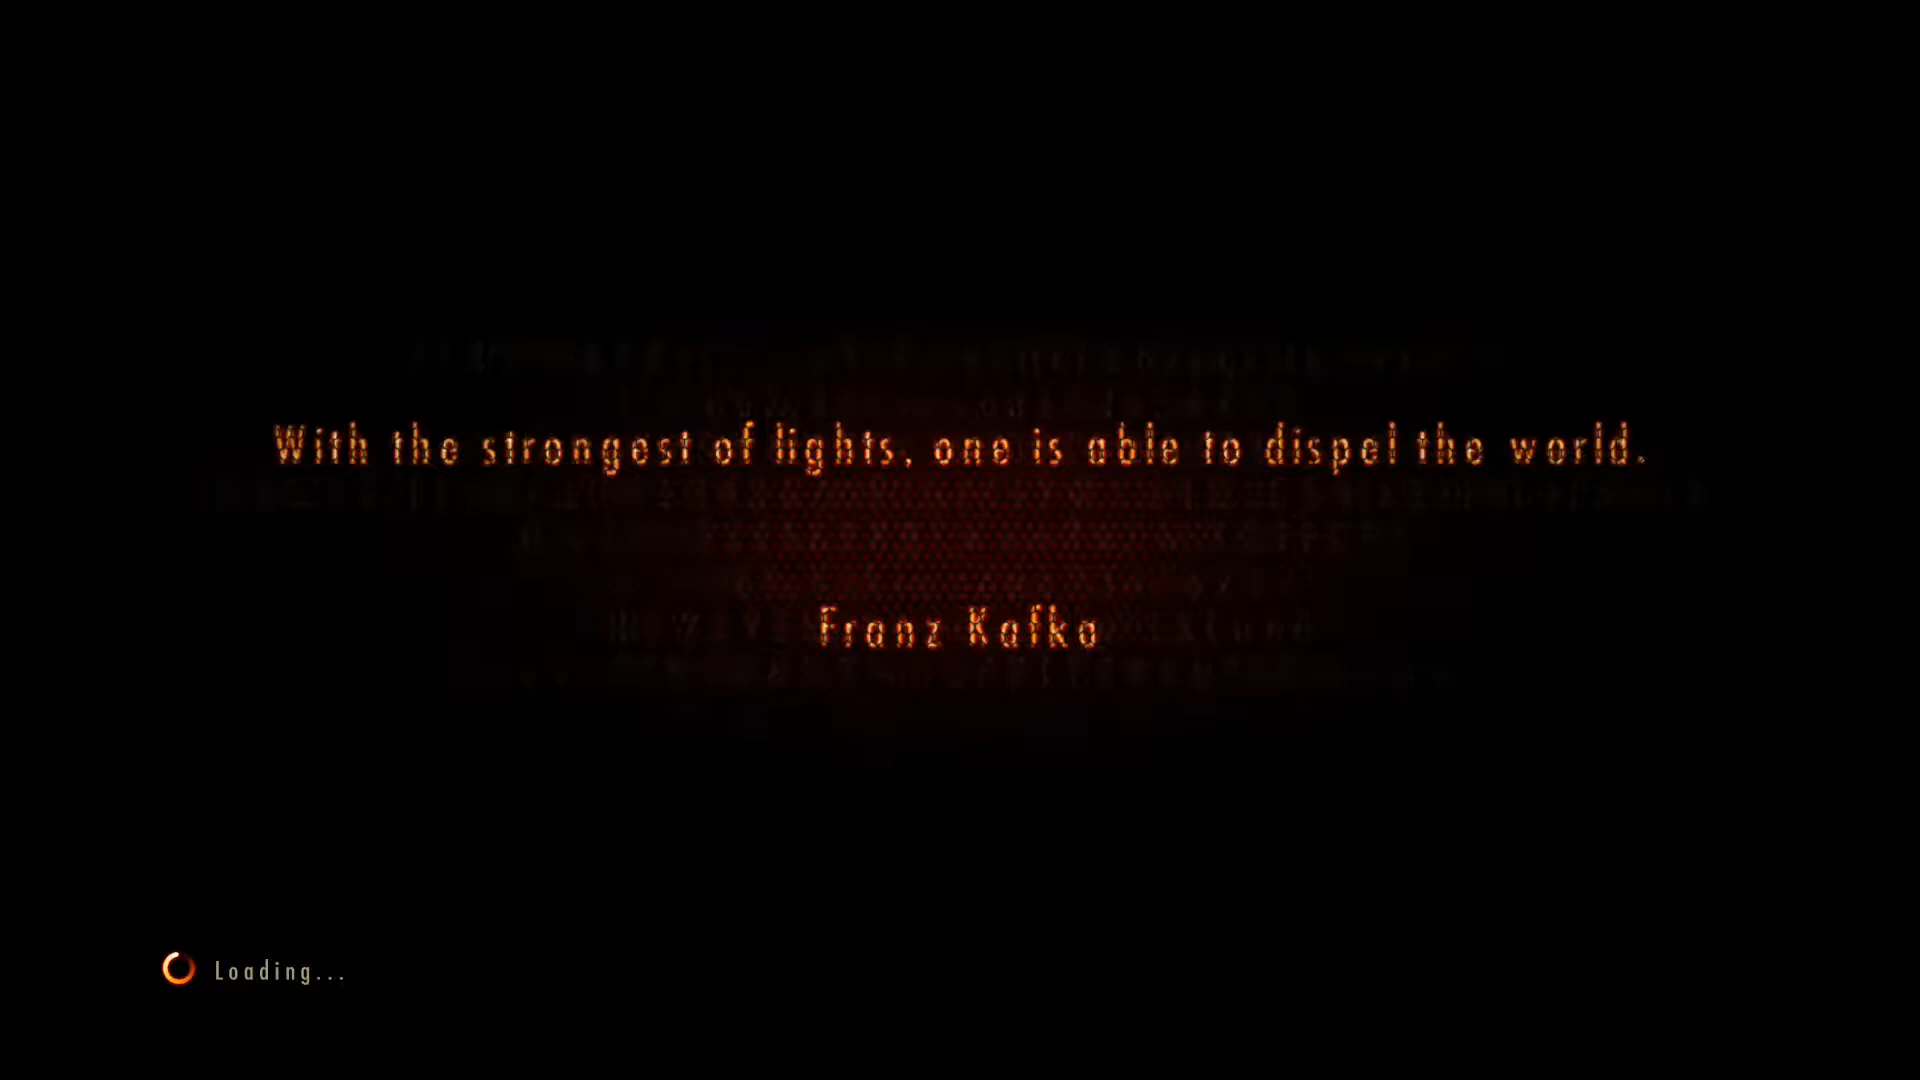 With the strongest of lights, one is able to dispel the world.
Franz Kafka
Loading...